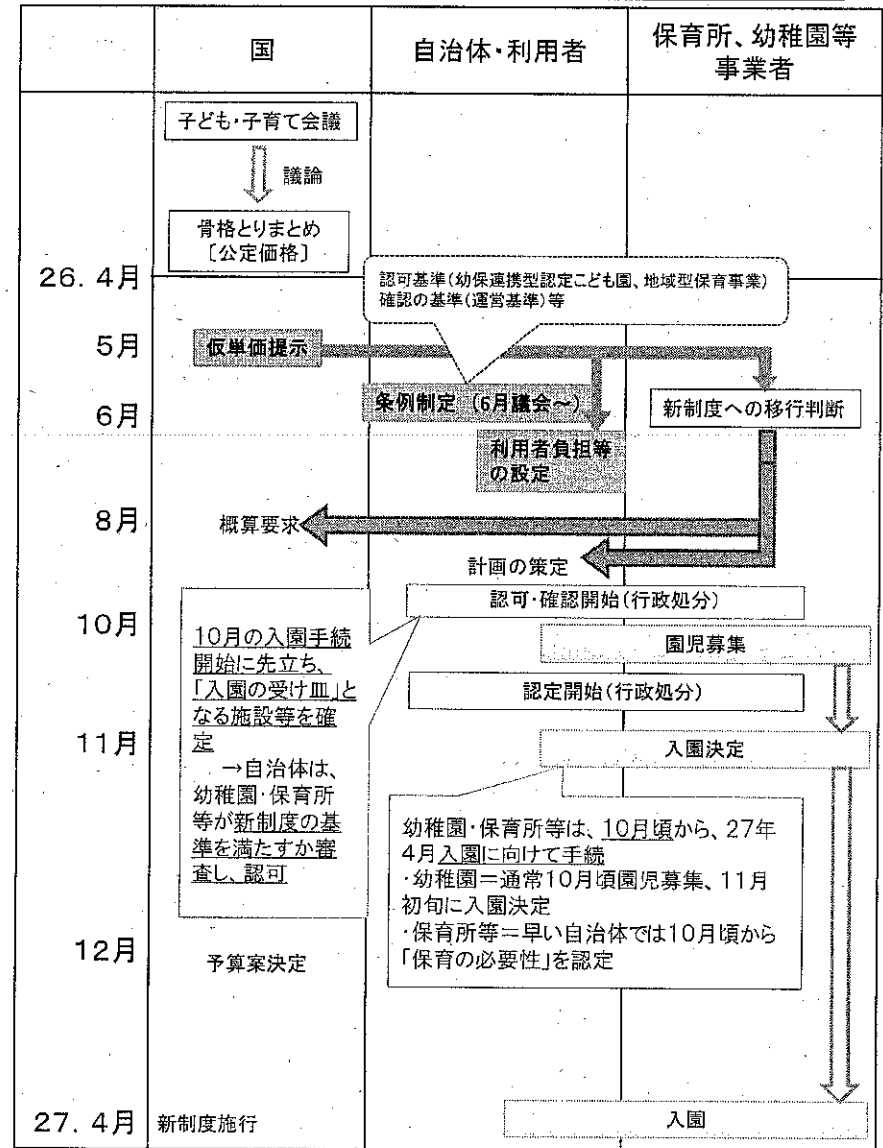 国
自治体・利用者
保育所、幼稚園等
事業者
子ども・子育て会議
議論
骨格とりまとめ
〔公定価格〕
26. 4月
認可基準(幼保連携型認定こども園、地域型保育事業)
確認の基準(運営基準)等
5月
仮単価提示
6月
条例制定 (6月議会~)
新制度への移行判断
利用者負担等
の設定
8月
概算要求
計画の策定
認可・確認開始(行政処分)
10月
園児募集
10月の入園手続
開始に先立ち、
「入園の受け皿」と
なる施設等を確
定
→自治体は、
幼稚園・保育所
等が新制度の基
準を満たすか審
査し、認可
認定開始(行政処分)
11月
入園決定
幼稚園・保育所等は、10月頃から、27年
4月入園に向けて手続
・幼稚園=通常10月頃園児募集、11月
初旬に入園決定
・保育所等=早い自治体では10月頃から
「保育の必要性」を認定
12月
予算案決定
27. 4月
新制度施行
入園